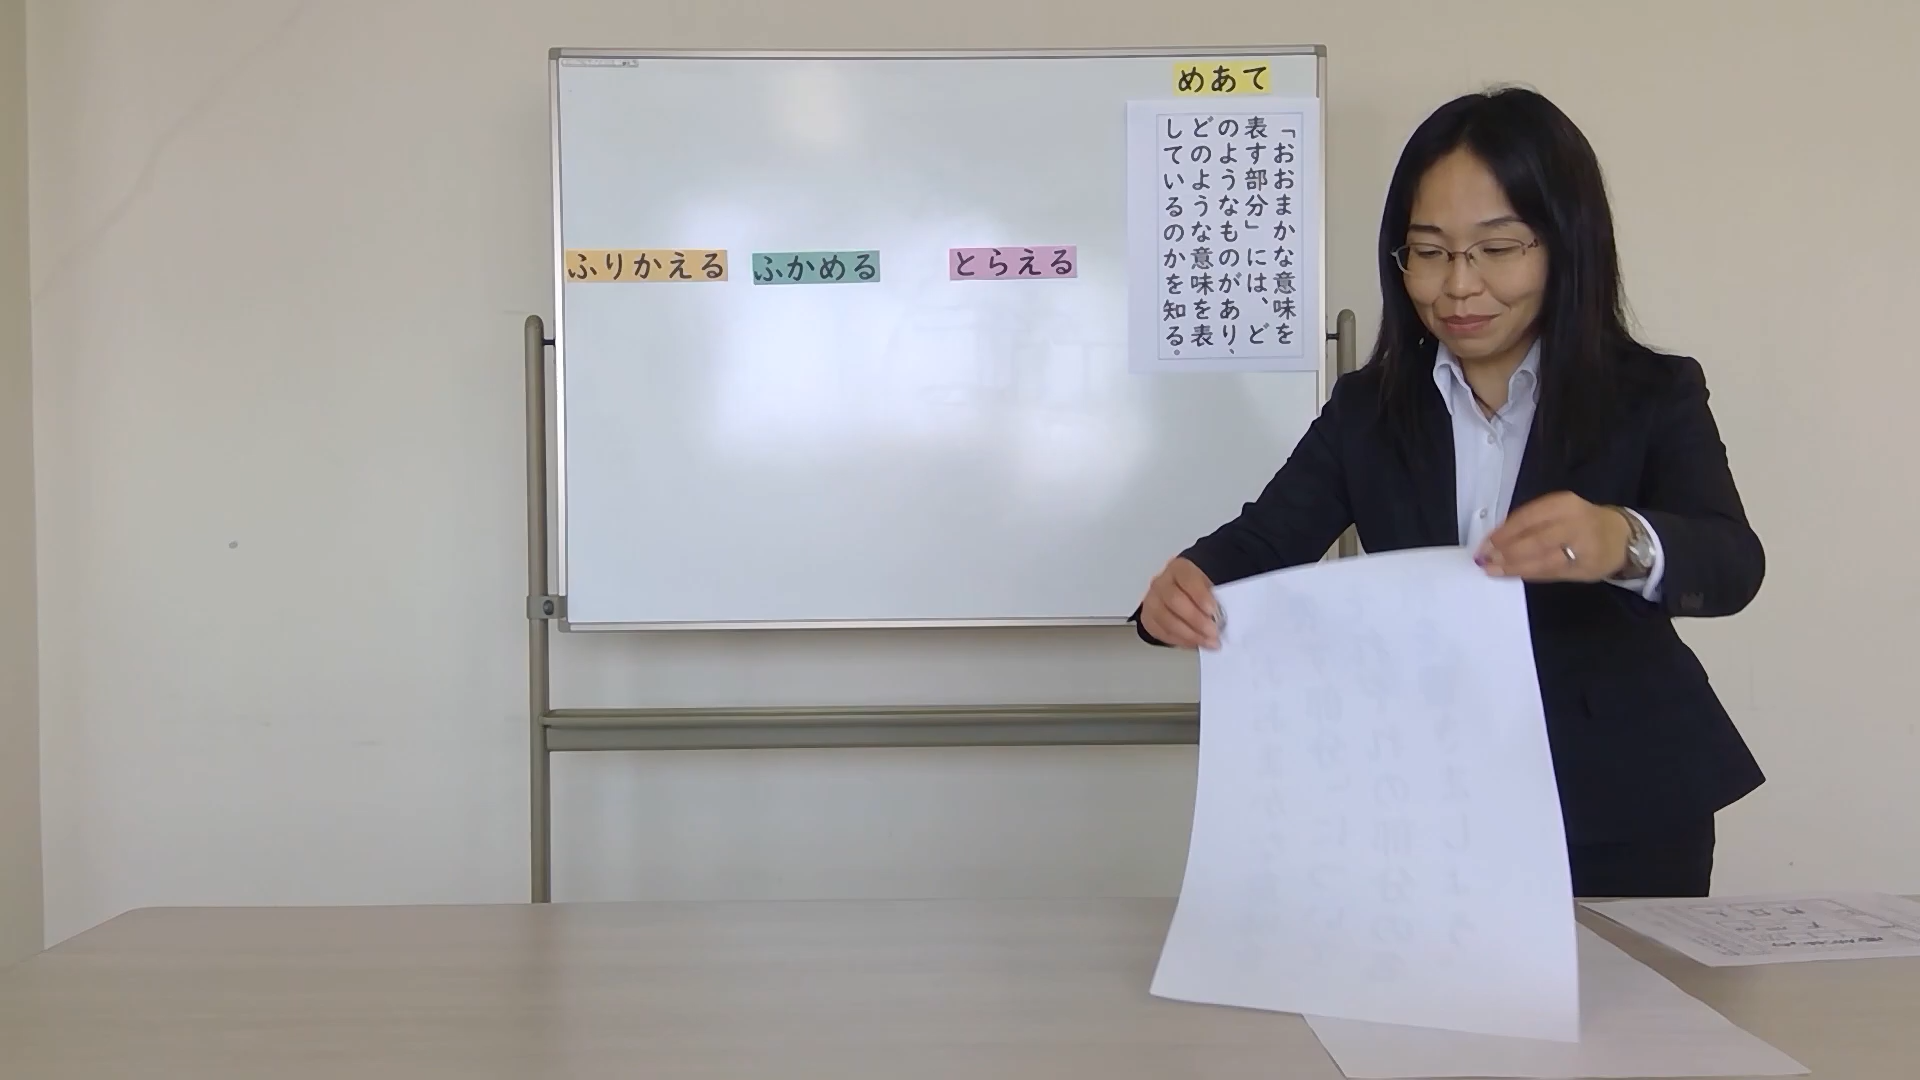 めあて
「おおまかな意味を
表す部分」には、ど
のようなものがあり、
どのような意味を表
しているのかを知る。
とらえる
ふかめる
ふりかえる